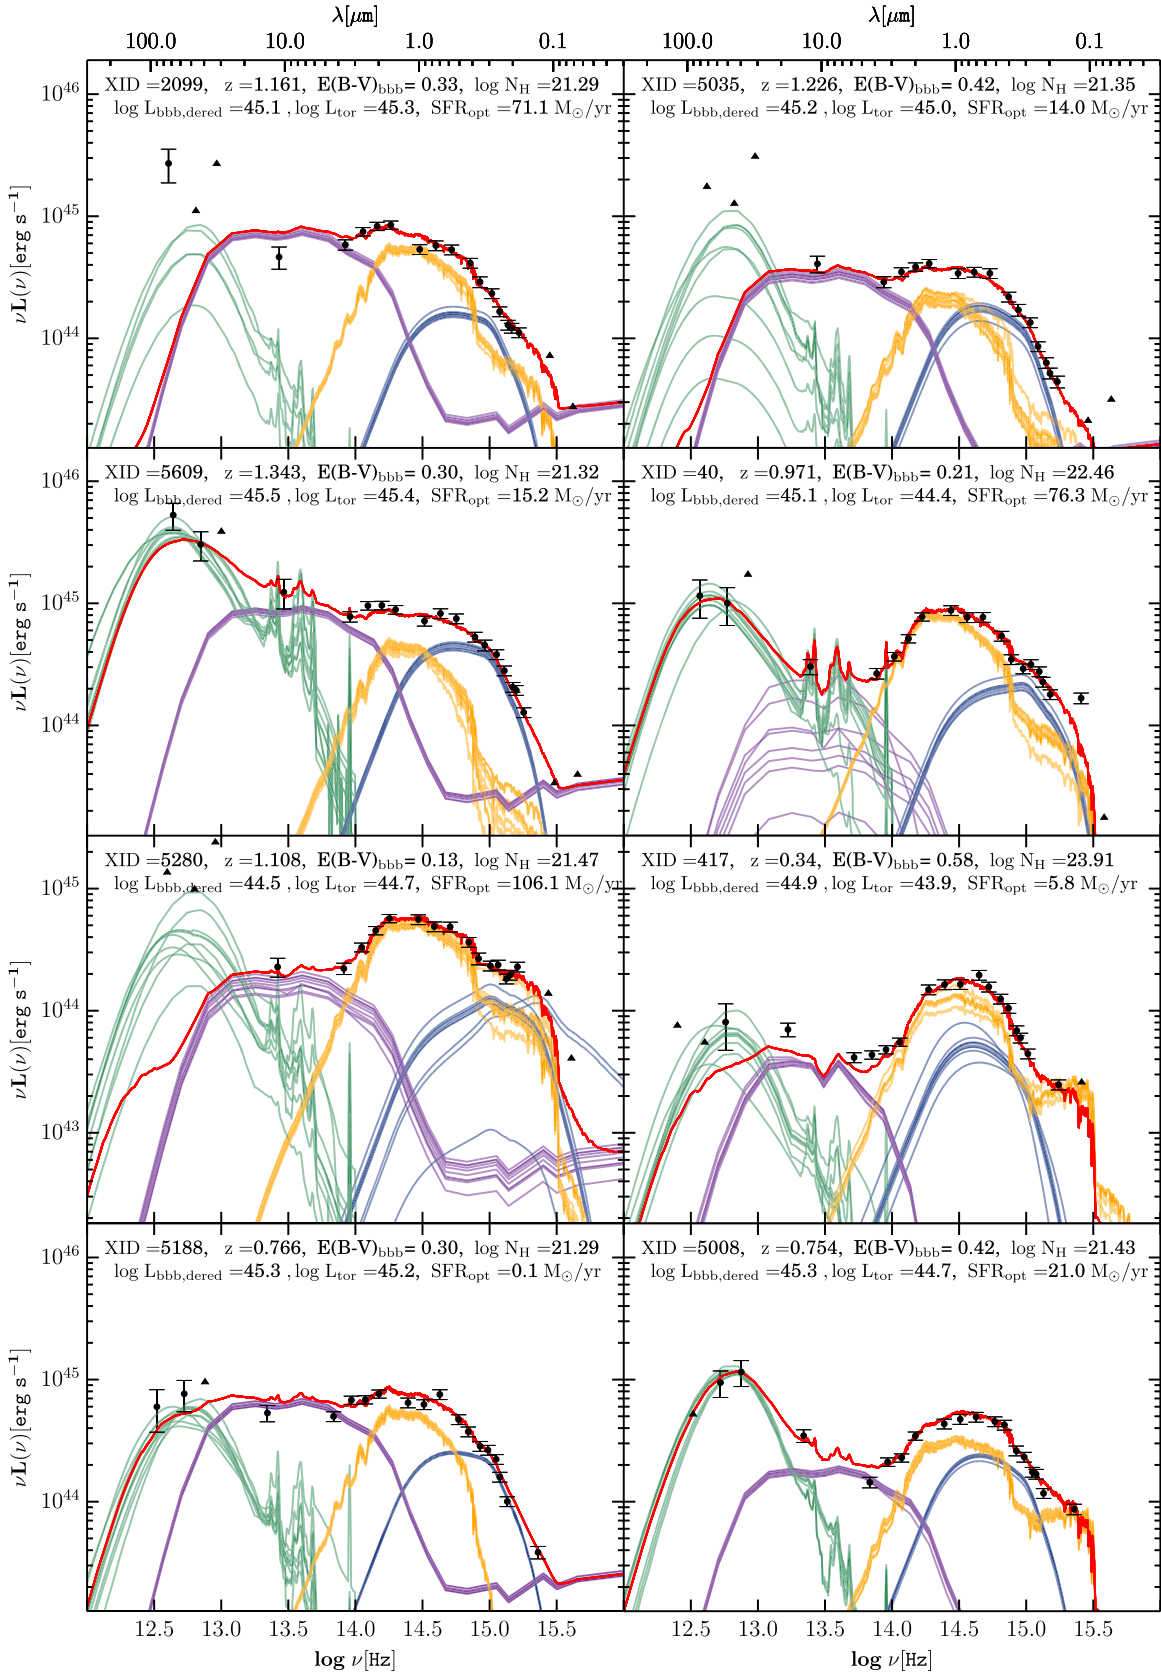 λ[μm] λ[μm]
100.0 10.0 1.0 0.1 100.0 10.0 1.0 0.1
XID =2099, z =1.161, E(B-V)bbb= 0.33, log NH =21.29
log Lbbb,dered =45.1 , log Ltor =45.3, SFRopt =71.1 M⊙/yr
XID =5035, z =1.226, E(B-V)bbb= 0.42, log NH =21.35
log Lbbb,dered =45.2 , log Ltor =45.0, SFRopt =14.0 M⊙/yr
10^46
10^45
10^44
νL(ν)[erg s^−1]
XID =5609, z =1.343, E(B-V)bbb= 0.30, log NH =21.32
log Lbbb,dered =45.5 , log Ltor =45.4, SFRopt =15.2 M⊙/yr
XID =40, z =0.971, E(B-V)bbb= 0.21, log NH =22.46
log Lbbb,dered =45.1 , log Ltor =44.4, SFRopt =76.3 M⊙/yr
10^46
10^45
10^44
νL(ν)[erg s^−1]
XID =5280, z =1.108, E(B-V)bbb= 0.13, log NH =21.47
log Lbbb,dered =44.5 , log Ltor =44.7, SFRopt =106.1 M⊙/yr
XID =417, z =0.34, E(B-V)bbb= 0.58, log NH =23.91
log Lbbb,dered =44.9 , log Ltor =43.9, SFRopt =5.8 M⊙/yr
10^45
10^44
10^43
νL(ν)[erg s^−1]
XID =5188, z =0.766, E(B-V)bbb= 0.30, log NH =21.29
log Lbbb,dered =45.3 , log Ltor =45.2, SFRopt =0.1 M⊙/yr
XID =5008, z =0.754, E(B-V)bbb= 0.42, log NH =21.43
log Lbbb,dered =45.3 , log Ltor =44.7, SFRopt =21.0 M⊙/yr
10^46
10^45
10^44
νL(ν)[erg s^−1]
12.5 13.0 13.5 14.0 14.5 15.0 15.5 12.5 13.0 13.5 14.0 14.5 15.0 15.5
log ν[Hz] log ν[Hz]